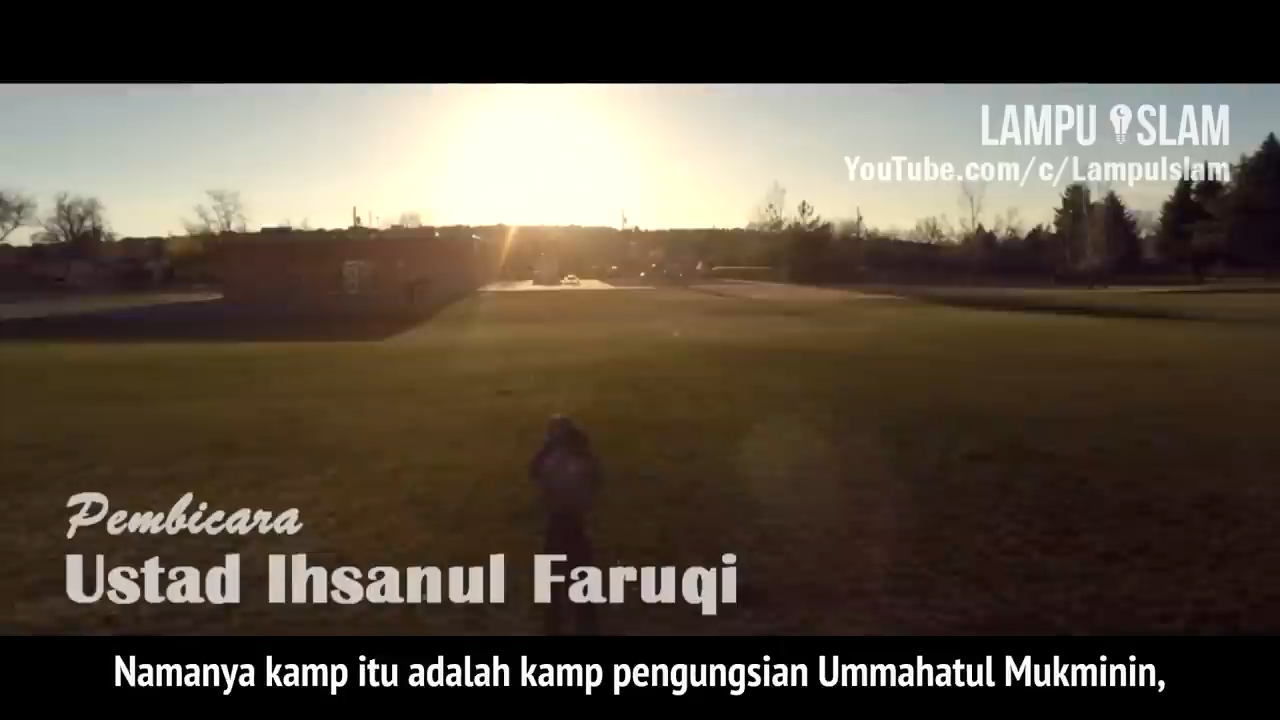 LAMPU ISLAM
YouTube.com/c/LampuIslam
Pembicara
Ustad Ihsanul Faruqi
Namanya kamp itu adalah kamp pengungsian Ummahatul Mukminin,